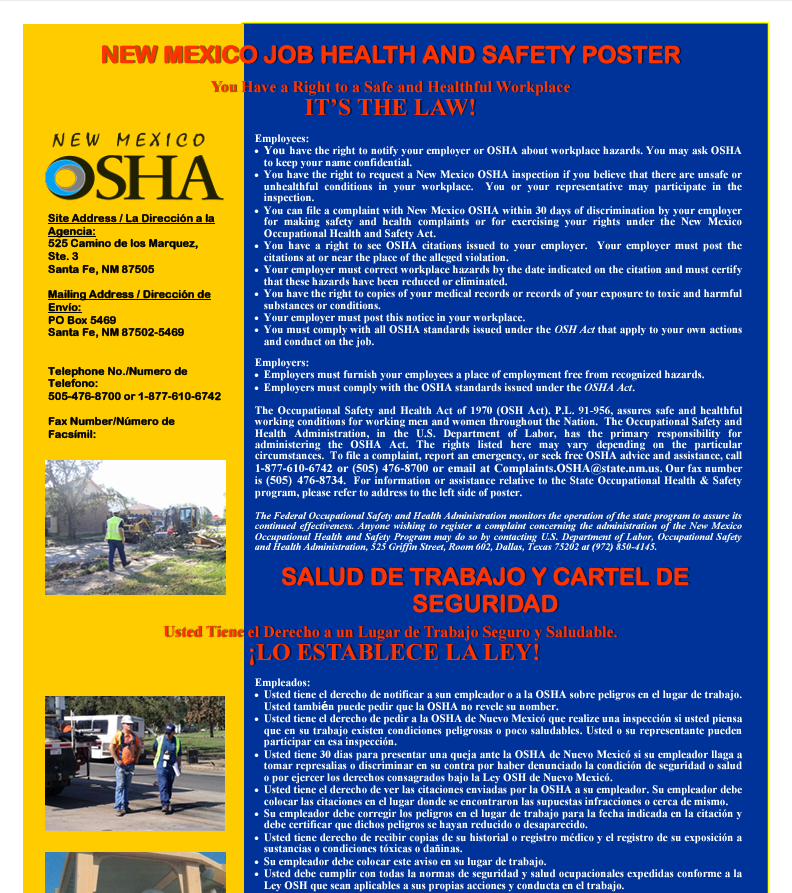 NEW MEXICO JOB HEALTH AND SAFETY POSTER
You Have a Right to a Safe and Healthful Workplace
IT'S THE LAW!
NEW MEXICO
OSHA
Site Address / La Dirección a la
Agencia:
525 Camino de los Marquez,
Ste. 3
Santa Fe, NM 87505
Mailing Address / Dirección de
Envío:
PO Box 5469
Santa Fe, NM 87502-5469
Telephone No./Numero de
Telefono:
505-476-8700 or 1-877-610-6742
Fax Number/Número de
Facsímil:
Employees:
• You have the right to notify your employer or OSHA about workplace hazards. You may ask OSHA
to keep your name confidential.
• You have the right to request a New Mexico OSHA inspection if you believe that there are unsafe or
unhealthful conditions in your workplace. You or your representative may participate in the
inspection.
• You can file a complaint with New Mexico OSHA within 30 days of discrimination by your employer
for making safety and health complaints or for exercising your rights under the New Mexico
Occupational Health and Safety Act.
• You have a right to see OSHA citations issued to your employer. Your employer must post the
citations at or near the place of the alleged violation.
• Your employer must correct workplace hazards by the date indicated on the citation and must certify
that these hazards have been reduced or eliminated.
• You have the right to copies of your medical records or records of your exposure to toxic and harmful
substances or conditions.
• Your employer must post this notice in your workplace.
• You must comply with all OSHA standards issued under the OSH Act that apply to your own actions
and conduct on the job.
Employers:
• Employers must furnish your employees a place of employment free from recognized hazards.
• Employers must comply with the OSHA standards issued under the OSHA Act.
The Occupational Safety and Health Act of 1970 (OSH Act), P.L. 91-956, assures safe and healthful
working conditions for working men and women throughout the Nation. The Occupational Safety and
Health Administration, in the U.S. Department of Labor, has the primary responsibility for
administering the OSHA Act. The rights listed here may vary depending on the particular
circumstances. To file a complaint, report an emergency, or seek free OSHA advice and assistance, call
1-877-610-6742 or (505) 476-8700 or email at Complaints.OSHA@state.nm.us. Our fax number
is (505) 476-8734. For information or assistance relative to the State Occupational Health & Safety
program, please refer to address to the left side of poster.
The Federal Occupational Safety and Health Administration monitors the operation of the state program to assure its
continued effectiveness. Anyone wishing to register a complaint concerning the administration of the New Mexico
Occupational Health and Safety Program may do so by contacting U.S. Department of Labor, Occupational Safety
and Health Administration, 525 Griffin Street, Room 602, Dallas, Texas 75202 at (972) 850-4145.
SALUD DE TRABAJO Y CARTEL DE
SEGURIDAD
Usted Tiene el Derecho a un Lugar de Trabajo Seguro y Saludable.
¡LO ESTABLECE LA LEY!
Empleados:
• Usted tiene el derecho de notificar a sun empleador o a la OSHA sobre peligros en el lugar de trabajo.
Usted también puede pedir que la OSHA no revele su nomber.
• Usted tiene el derecho de pedir a la OSHA de Nuevo Mexicó que realize una inspección si usted piensa
que en su trabajo existen condiciones peligrosas o poco saludables. Usted o su representante pueden
participar en esa inspección.
• Usted tiene 30 dias para presentar una queja ante la OSHA de Nuevo Mexicó si su empleador llaga a
tomar represalias o discriminar en su contra por haber denunciado la condición de seguridad o salud
o por ejercer los derechos consagrados bajo la Ley OSH de Nuevo Mexicó.
• Usted tiene el derecho de ver las citaciones enviadas por la OSHA a su empleador. Su empleador debe
colocar las citaciones en el lugar donde se encontraron las supuestas infracciones o cerca de mismo.
• Su empleador debe corregir los peligros en el lugar de trabajo para la fecha indicada en la citación y
debe certificar que dichos peligros se hayan reducido o desaparecido.
• Usted tiene derecho de recibir copias de su historial o registro médico y el registro de su exposición a
sustancias o condiciones tóxicas o dañinas.
• Su empleador debe colocar este aviso en su lugar de trabajo.
• Usted debe cumplir con todas la normas de seguridad y salud ocupacionales expedidas conforme a la
Ley OSH que sean aplicables a sus propias acciones y conducta en el trabajo.